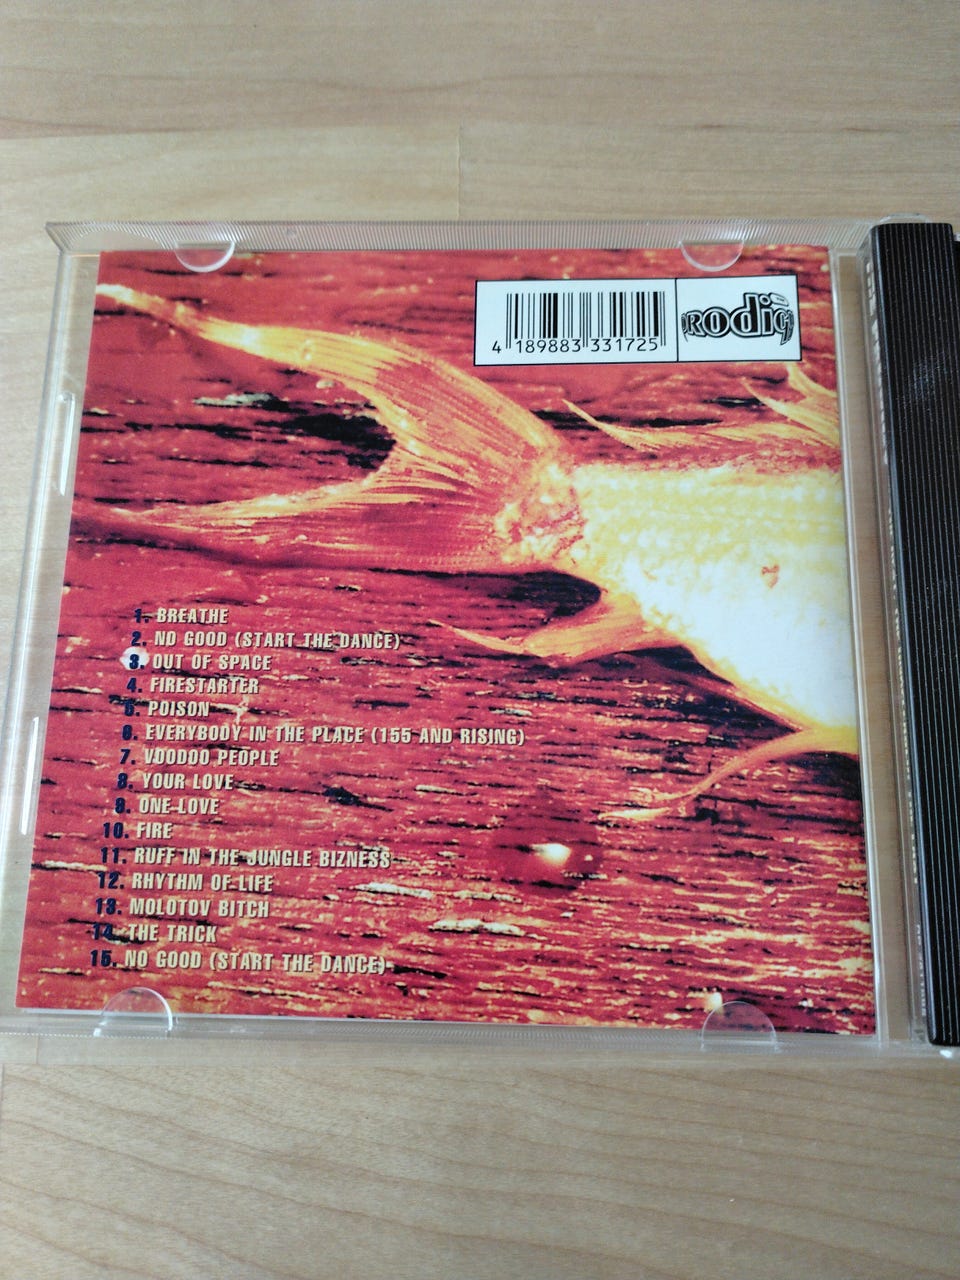 4 189883 331725
PRODIGY
1. BREATHE
2. NO GOOD (START THE DANCE)
3. OUT OF SPACE
4. FIRESTARTER
5. POISON
6. EVERYBODY IN THE PLACE (155 AND RISING)
7. VOODOO PEOPLE
8. YOUR LOVE
9. ONE LOVE
10. FIRE
11. RUFF IN THE JUNGLE BIZNESS
12. RHYTHM OF LIFE
13. MOLOTOV BITCH
14. THE TRICK
15. NO GOOD (START THE DANCE)